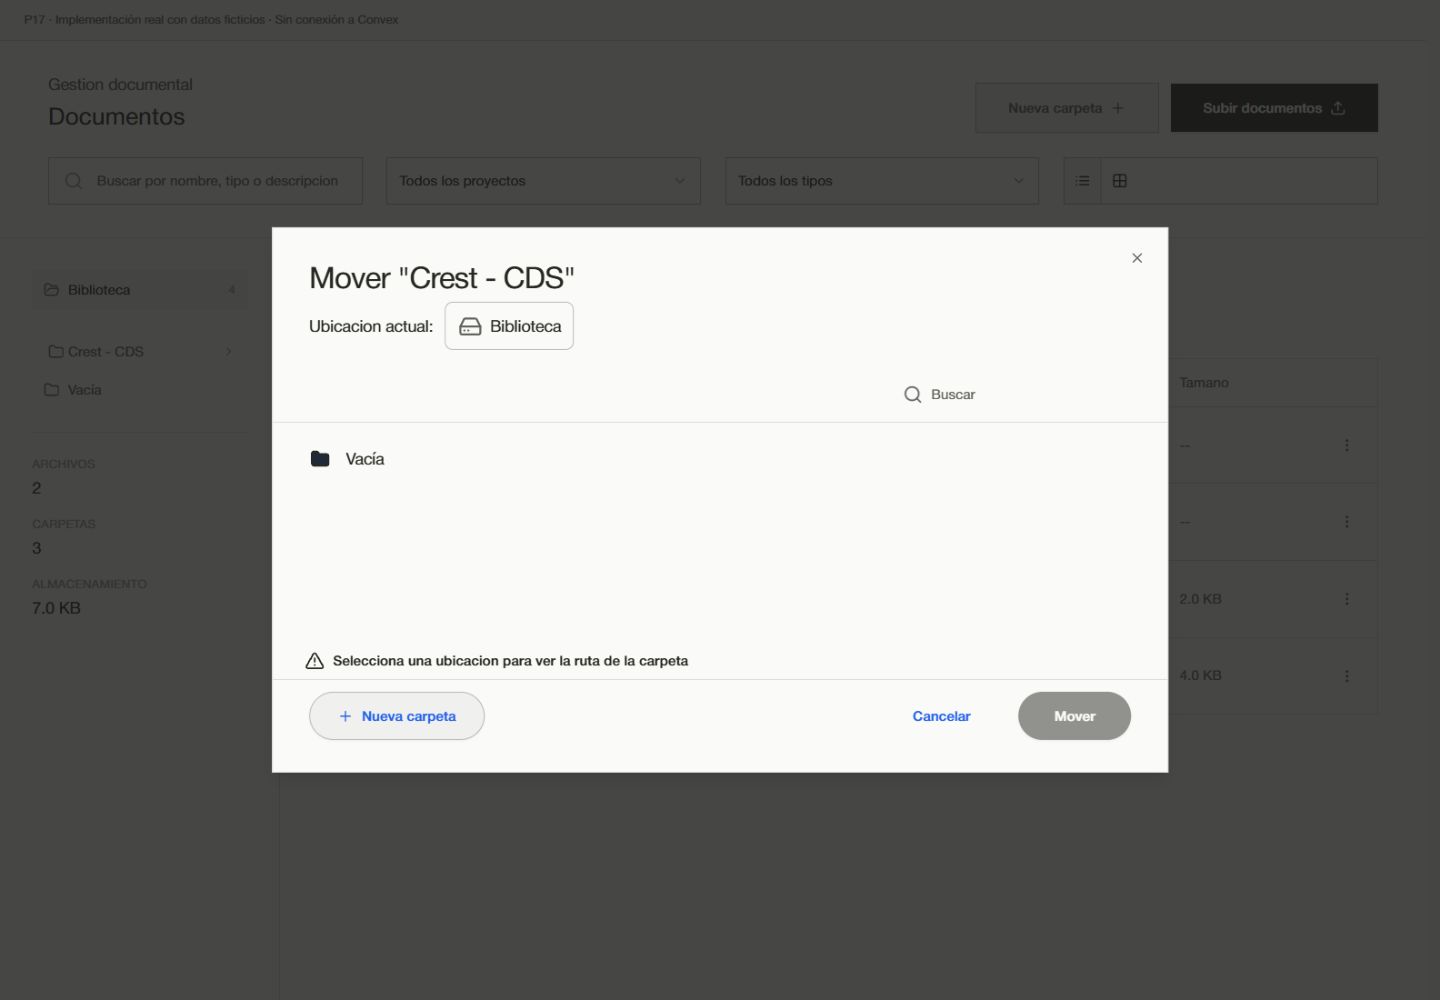 P17 - Implementación real con datos ficticios · Sin conexión a Convex
Gestion documental
Documentos
Nueva carpeta
Subir documentos
Buscar por nombre, tipo o descripcion
Todos los proyectos
Todos los tipos
Biblioteca 4
Crest - CDS
Vacía
ARCHIVOS
2
CARPETAS
3
ALMACENAMIENTO
7.0 KB
Mover "Crest - CDS"
Ubicacion actual: Biblioteca
Buscar
Vacía
Selecciona una ubicacion para ver la ruta de la carpeta
+ Nueva carpeta
Cancelar
Mover
Tamano
--
--
2.0 KB
4.0 KB